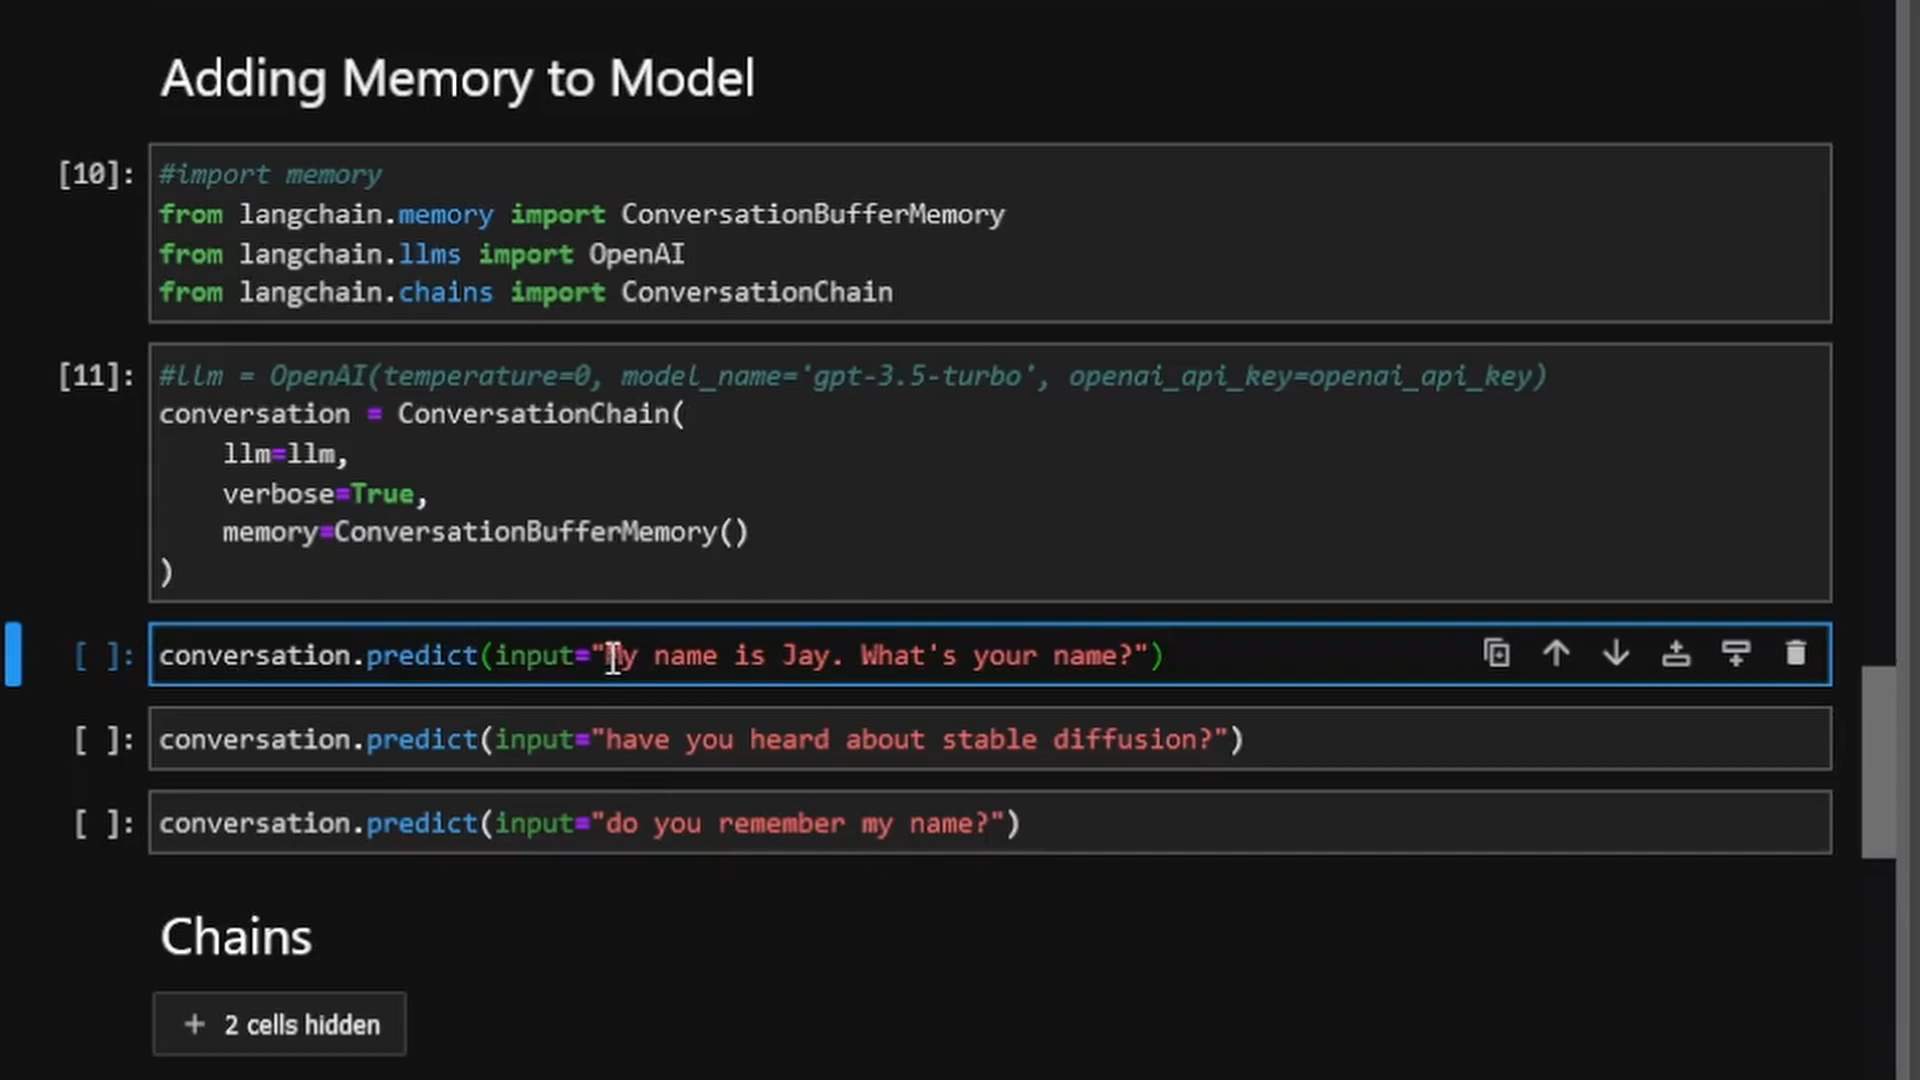 Adding Memory to Model
[10]:
#import memory
from langchain.memory import ConversationBufferMemory
from langchain.llms import OpenAI
from langchain.chains import ConversationChain
[11]:
#llm = OpenAI(temperature=0, model_name='gpt-3.5-turbo', openai_api_key=openai_api_key)
conversation = ConversationChain(
    llm=llm,
    verbose=True,
    memory=ConversationBufferMemory()
)
[ ]: conversation.predict(input="My name is Jay. What's your name?")
[ ]: conversation.predict(input="have you heard about stable diffusion?")
[ ]: conversation.predict(input="do you remember my name?")
Chains
+ 2 cells hidden